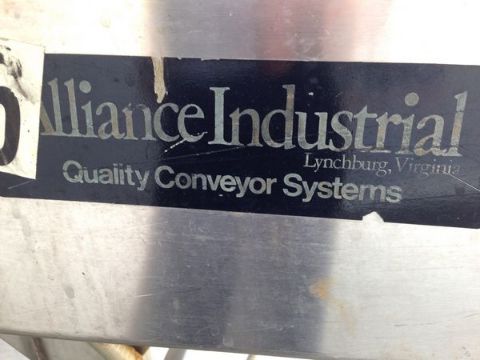 Alliance Industrial
Lynchburg, Virginia
Quality Conveyor Systems